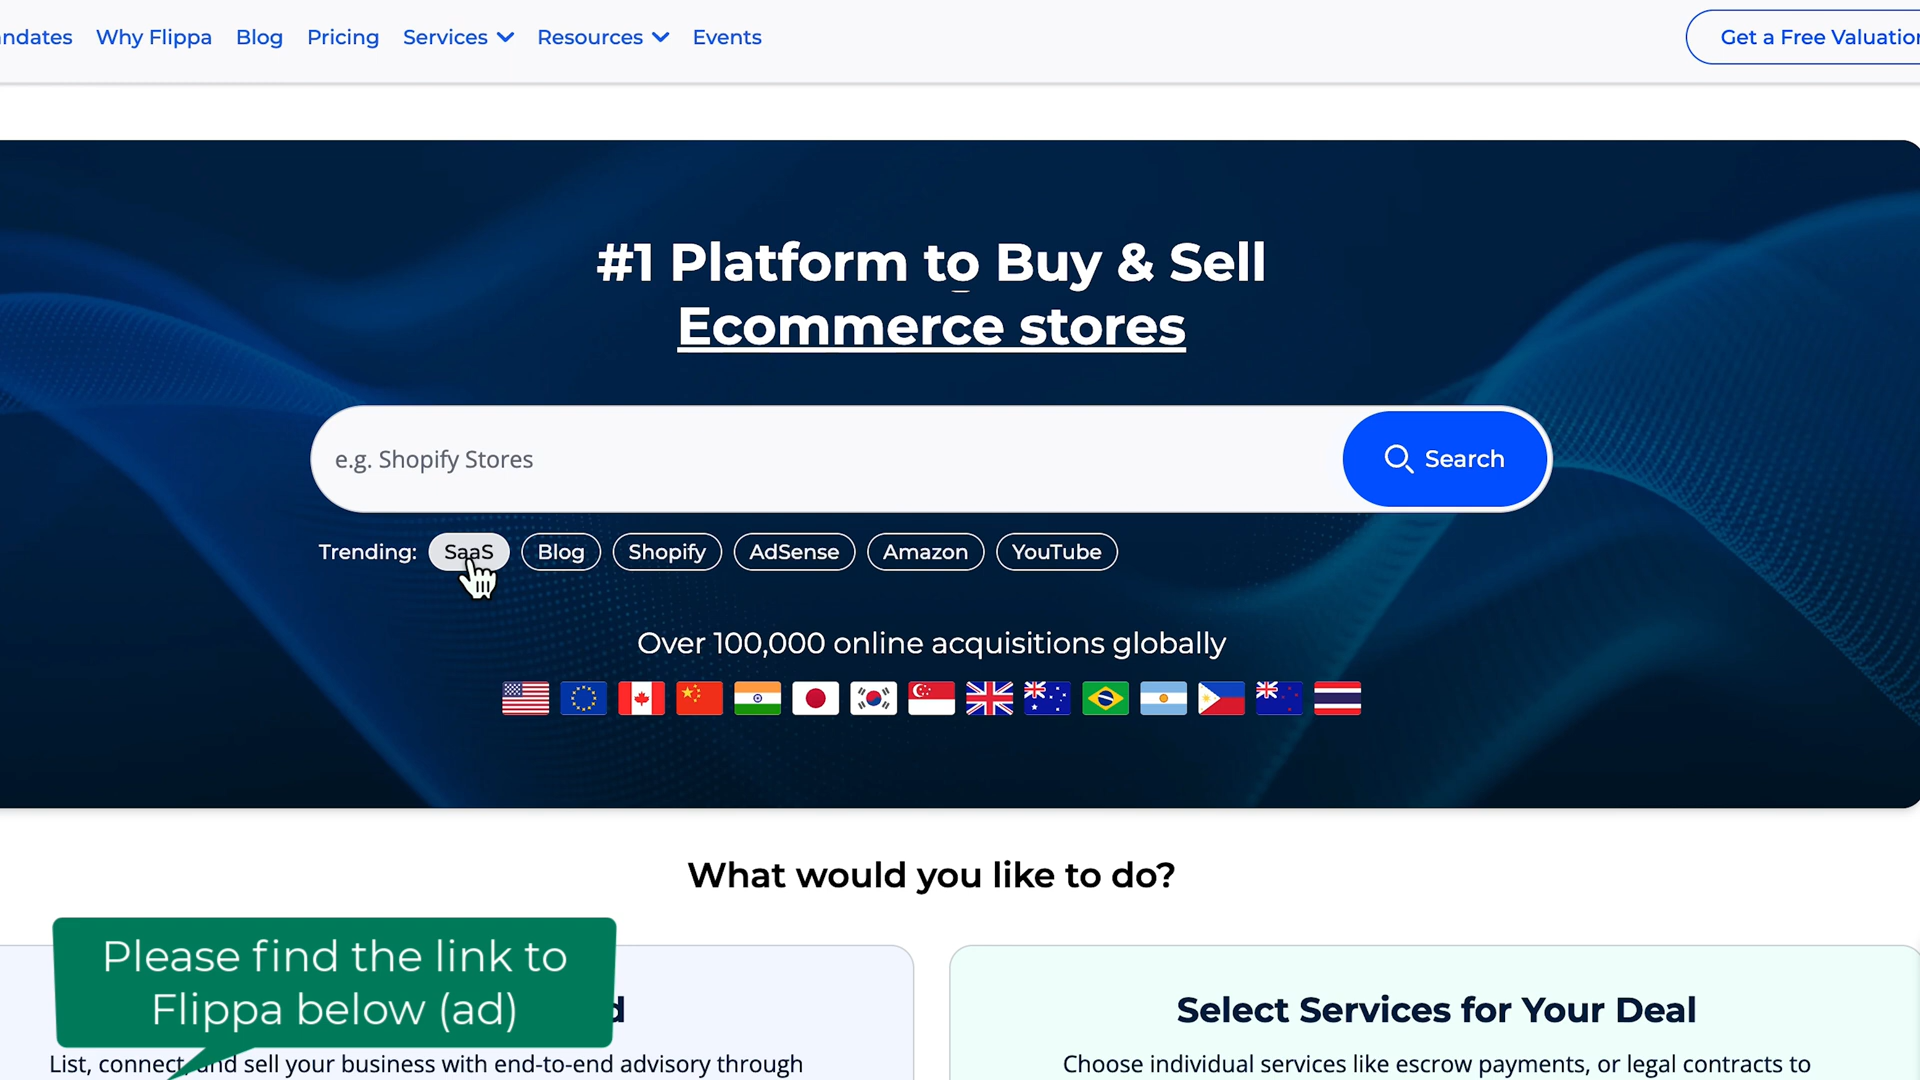 Why Flippa
Blog
Pricing
Services
Resources
Events
Get a Free
#1 Platform to Buy & Sell
Ecommerce stores
e.g. Shopify Stores
Search
Trending:
SaaS
Blog
Shopify
AdSense
Amazon
YouTube
Over 100,000 online acquisitions globally
What would you like to do?
Please find the link to
Flippa below (ad)
Select Services for Your Deal
List, connect, and sell your business with end-to-end advisory through
Choose individual services like escrow payments, or legal contracts to